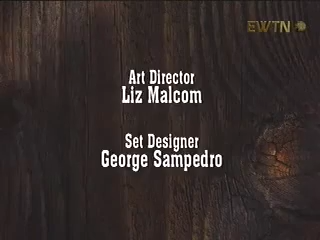 EWTN
Art Director
Liz Malcom
Set Designer
George Sampedro